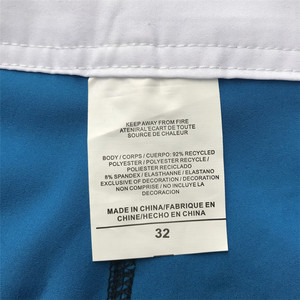 KEEP AWAY FROM FIRE
ATENIRAL'ECART DE TOUTE
SOURCE DE CHALEUR
BODY / CORPS / CUERPO: 92% RECYCLED
POLYESTER / POLYESTER RECYCLE /
POLIESTER RECICLADO
8% SPANDEX / ELASTHANNE / ELASTANO
EXCLUSIVE OF DECORATION / DECORATION
NON COMPRISE / NO INCLUYE LA
DECORACION
MADE IN CHINA/FABRIQUE EN
CHINE/HECHO EN CHINA
32